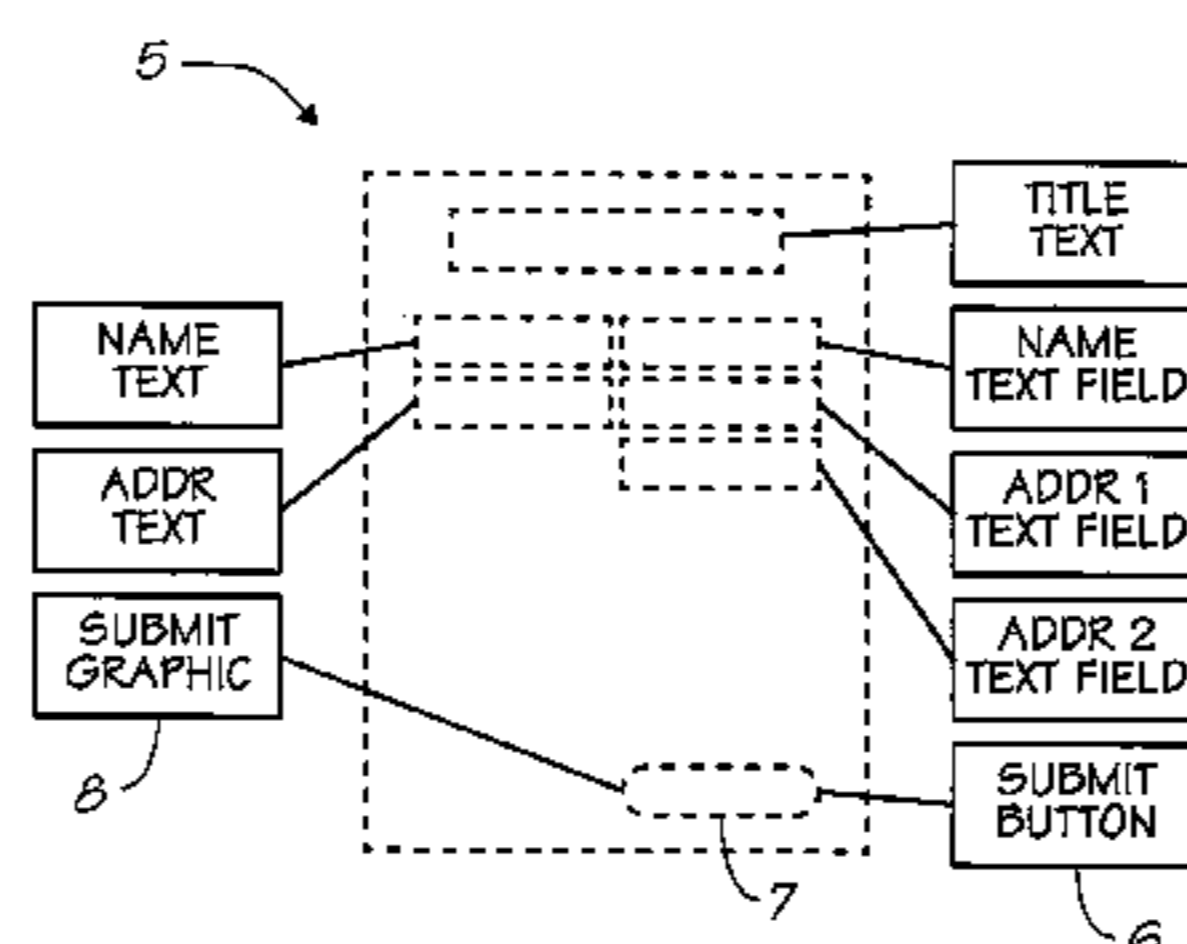 5
TITLE
TEXT
NAME
TEXT
NAME
TEXT FIELD
ADDR
TEXT
ADDR 1
TEXT FIELD
SUBMIT
GRAPHIC
ADDR 2
TEXT FIELD
8
SUBMIT
BUTTON
7
6